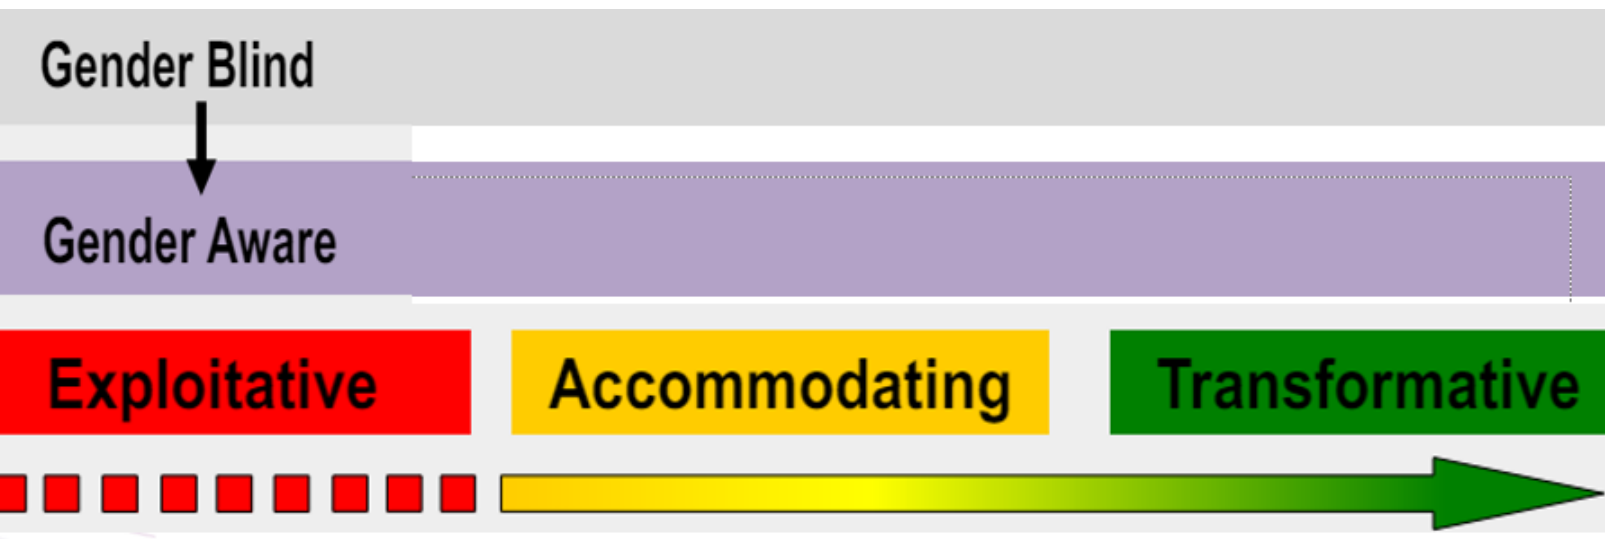 Gender Blind
Gender Aware
Exploitative
Accommodating
Transformative